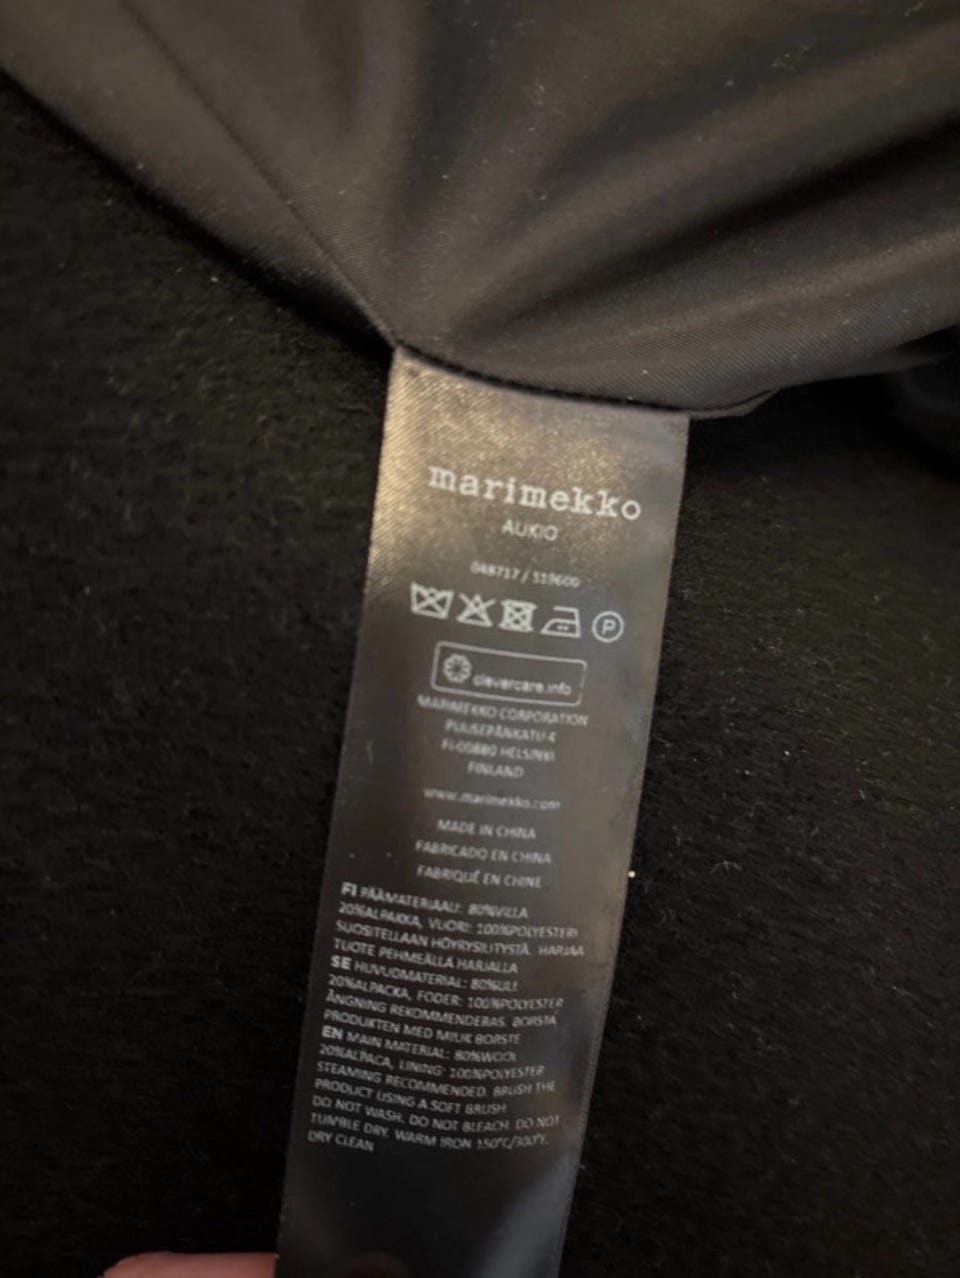 marimekko
AUKIO
048717 / 519600
P
clevercare.info
MARIMEKKO CORPORATION
PUUSEPÄNKATU 4
FI-00880 HELSINKI
FINLAND
www.marimekko.com
MADE IN CHINA
FABRICADO EN CHINA
FABRIQUÉ EN CHINE
FI PÄÄMATERIAALI: 80%VILLA
20%ALPAKKA, VUORI: 100%POLYESTERI
SUOSITELLAAN HÖYRYSILITYSTÄ. HARJAA
TUOTE PEHMEÄLLÄ HARJALLA
SE HUVUDMATERIAL: 80%ULL
20%ALPACKA, FODER: 100%POLYESTER
ÅNGNING REKOMMENDERAS. BORSTA
PRODUKTEN MED MJUK BORSTE
EN MAIN MATERIAL: 80%WOOL
20%ALPACA, LINING: 100%POLYESTER
STEAMING RECOMMENDED. BRUSH THE
PRODUCT USING A SOFT BRUSH
DO NOT WASH. DO NOT BLEACH. DO NOT
TUMBLE DRY. WARM IRON 150°C/300°F.
DRY CLEAN